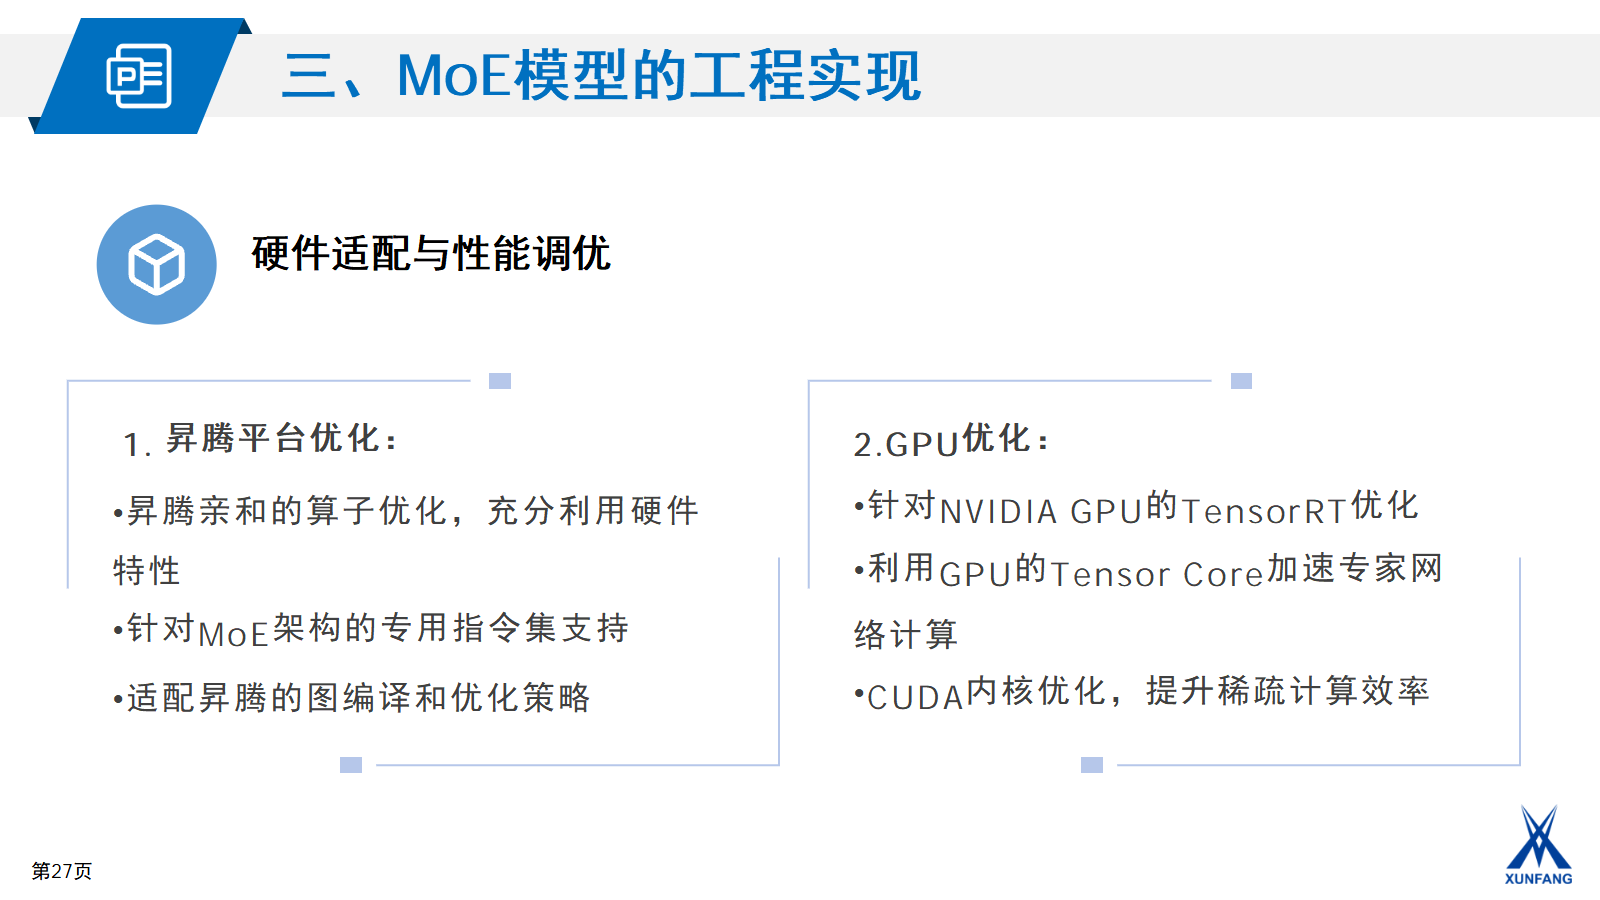 三、MoE模型的工程实现
硬件适配与性能调优
1. 昇腾平台优化：
•昇腾亲和的算子优化，充分利用硬件
特性
•针对MoE架构的专用指令集支持
•适配昇腾的图编译和优化策略
2.GPU优化：
•针对NVIDIA GPU的TensorRT优化
•利用GPU的Tensor Core加速专家网
络计算
•CUDA内核优化，提升稀疏计算效率
第27页
XUNFANG